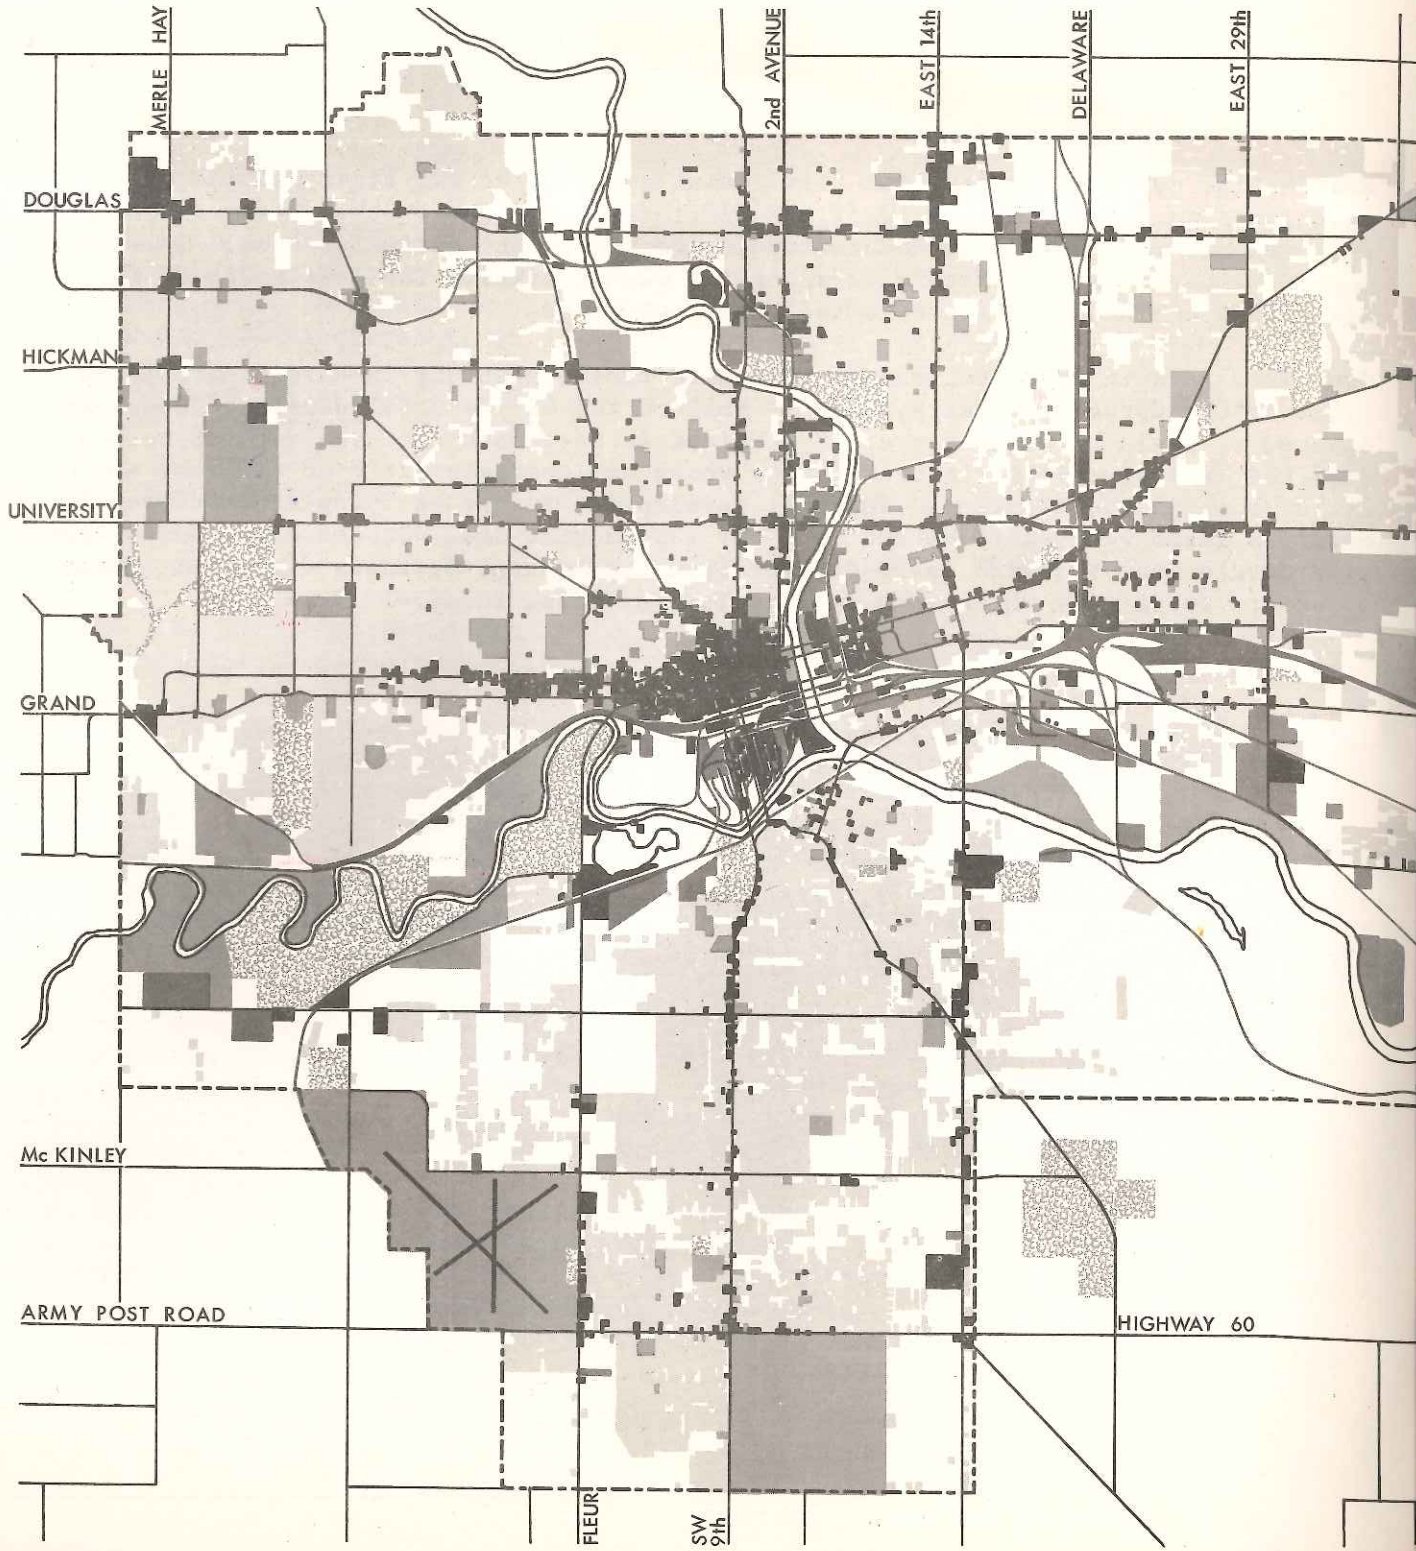 MERLE HAY
2nd AVENUE
EAST 14th
DELAWARE
EAST 29th
DOUGLAS
HICKMAN
UNIVERSITY
GRAND
Mc KINLEY
ARMY POST ROAD
HIGHWAY 60
FLEUR
SW
9th